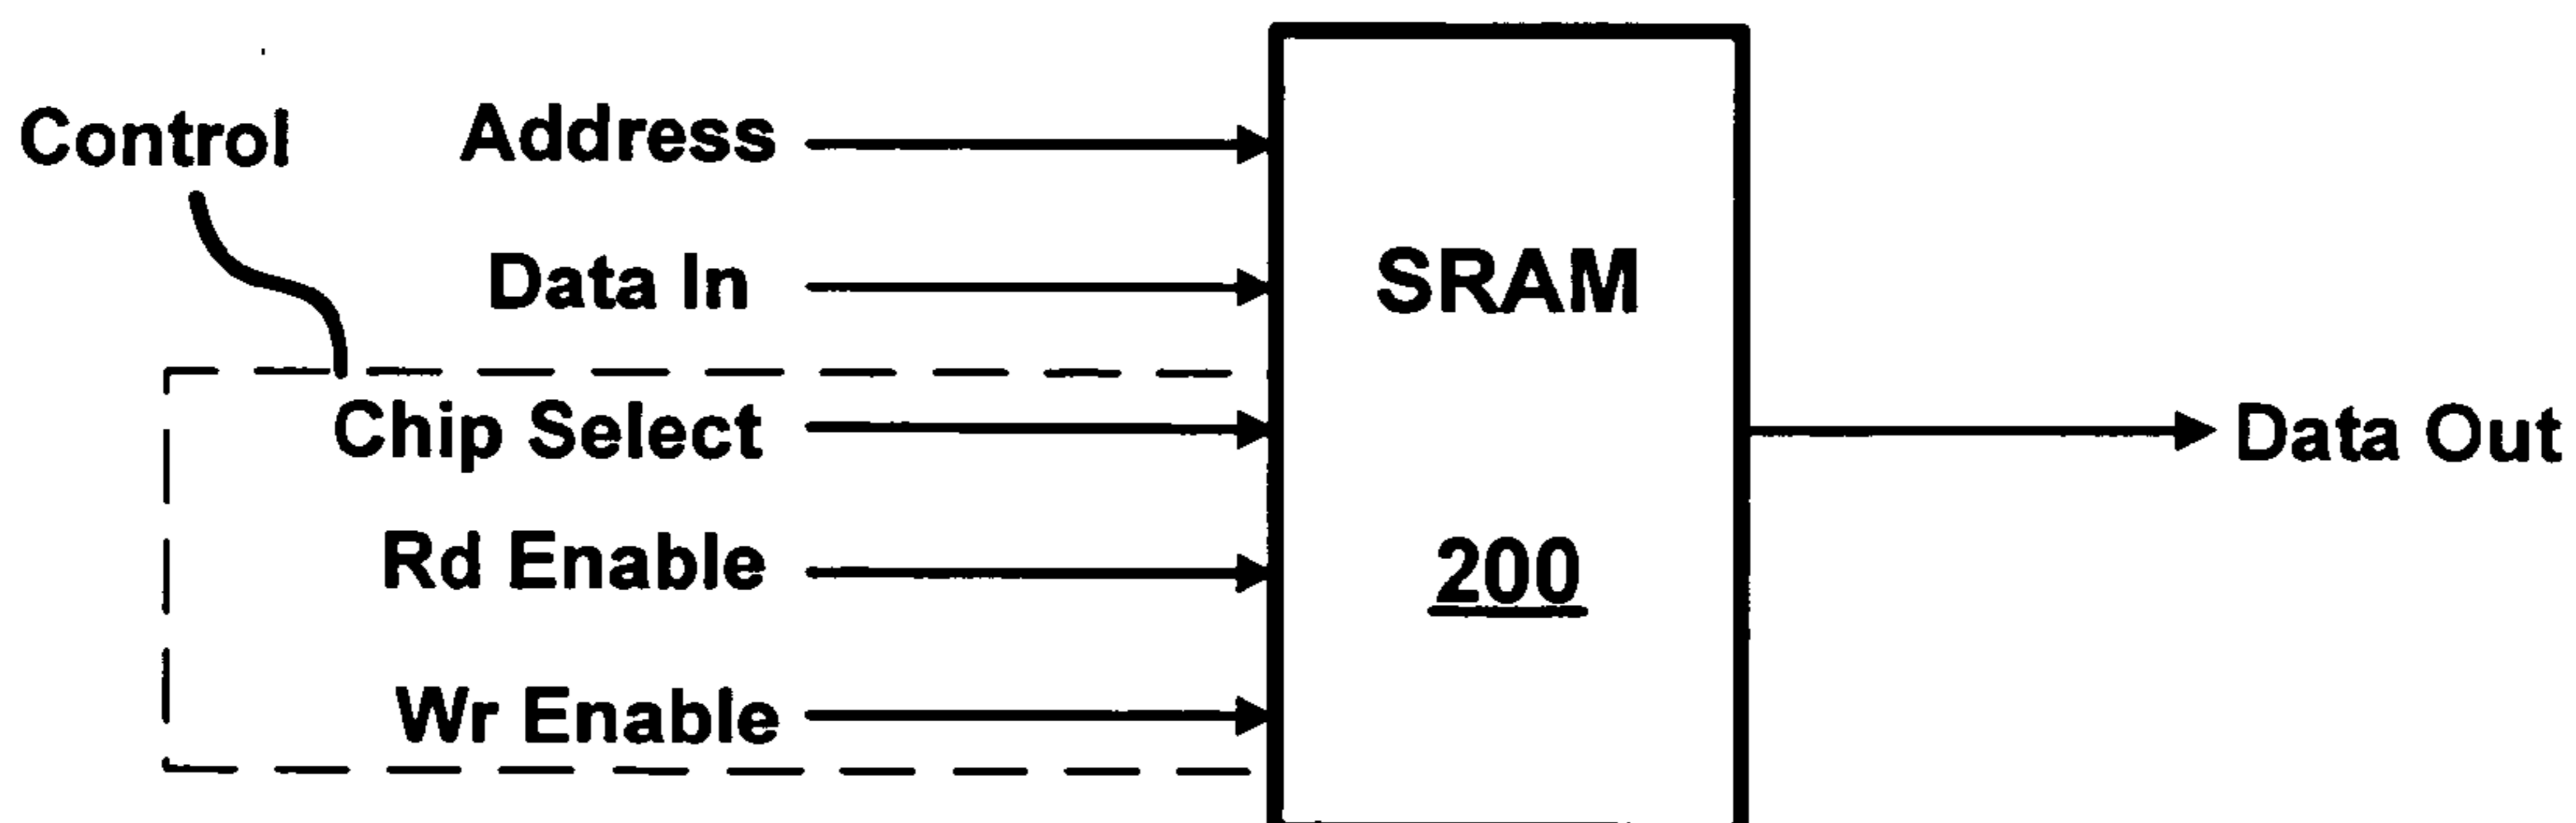 Control
Address
Data In
Chip Select
Rd Enable
Wr Enable
SRAM
200
Data Out